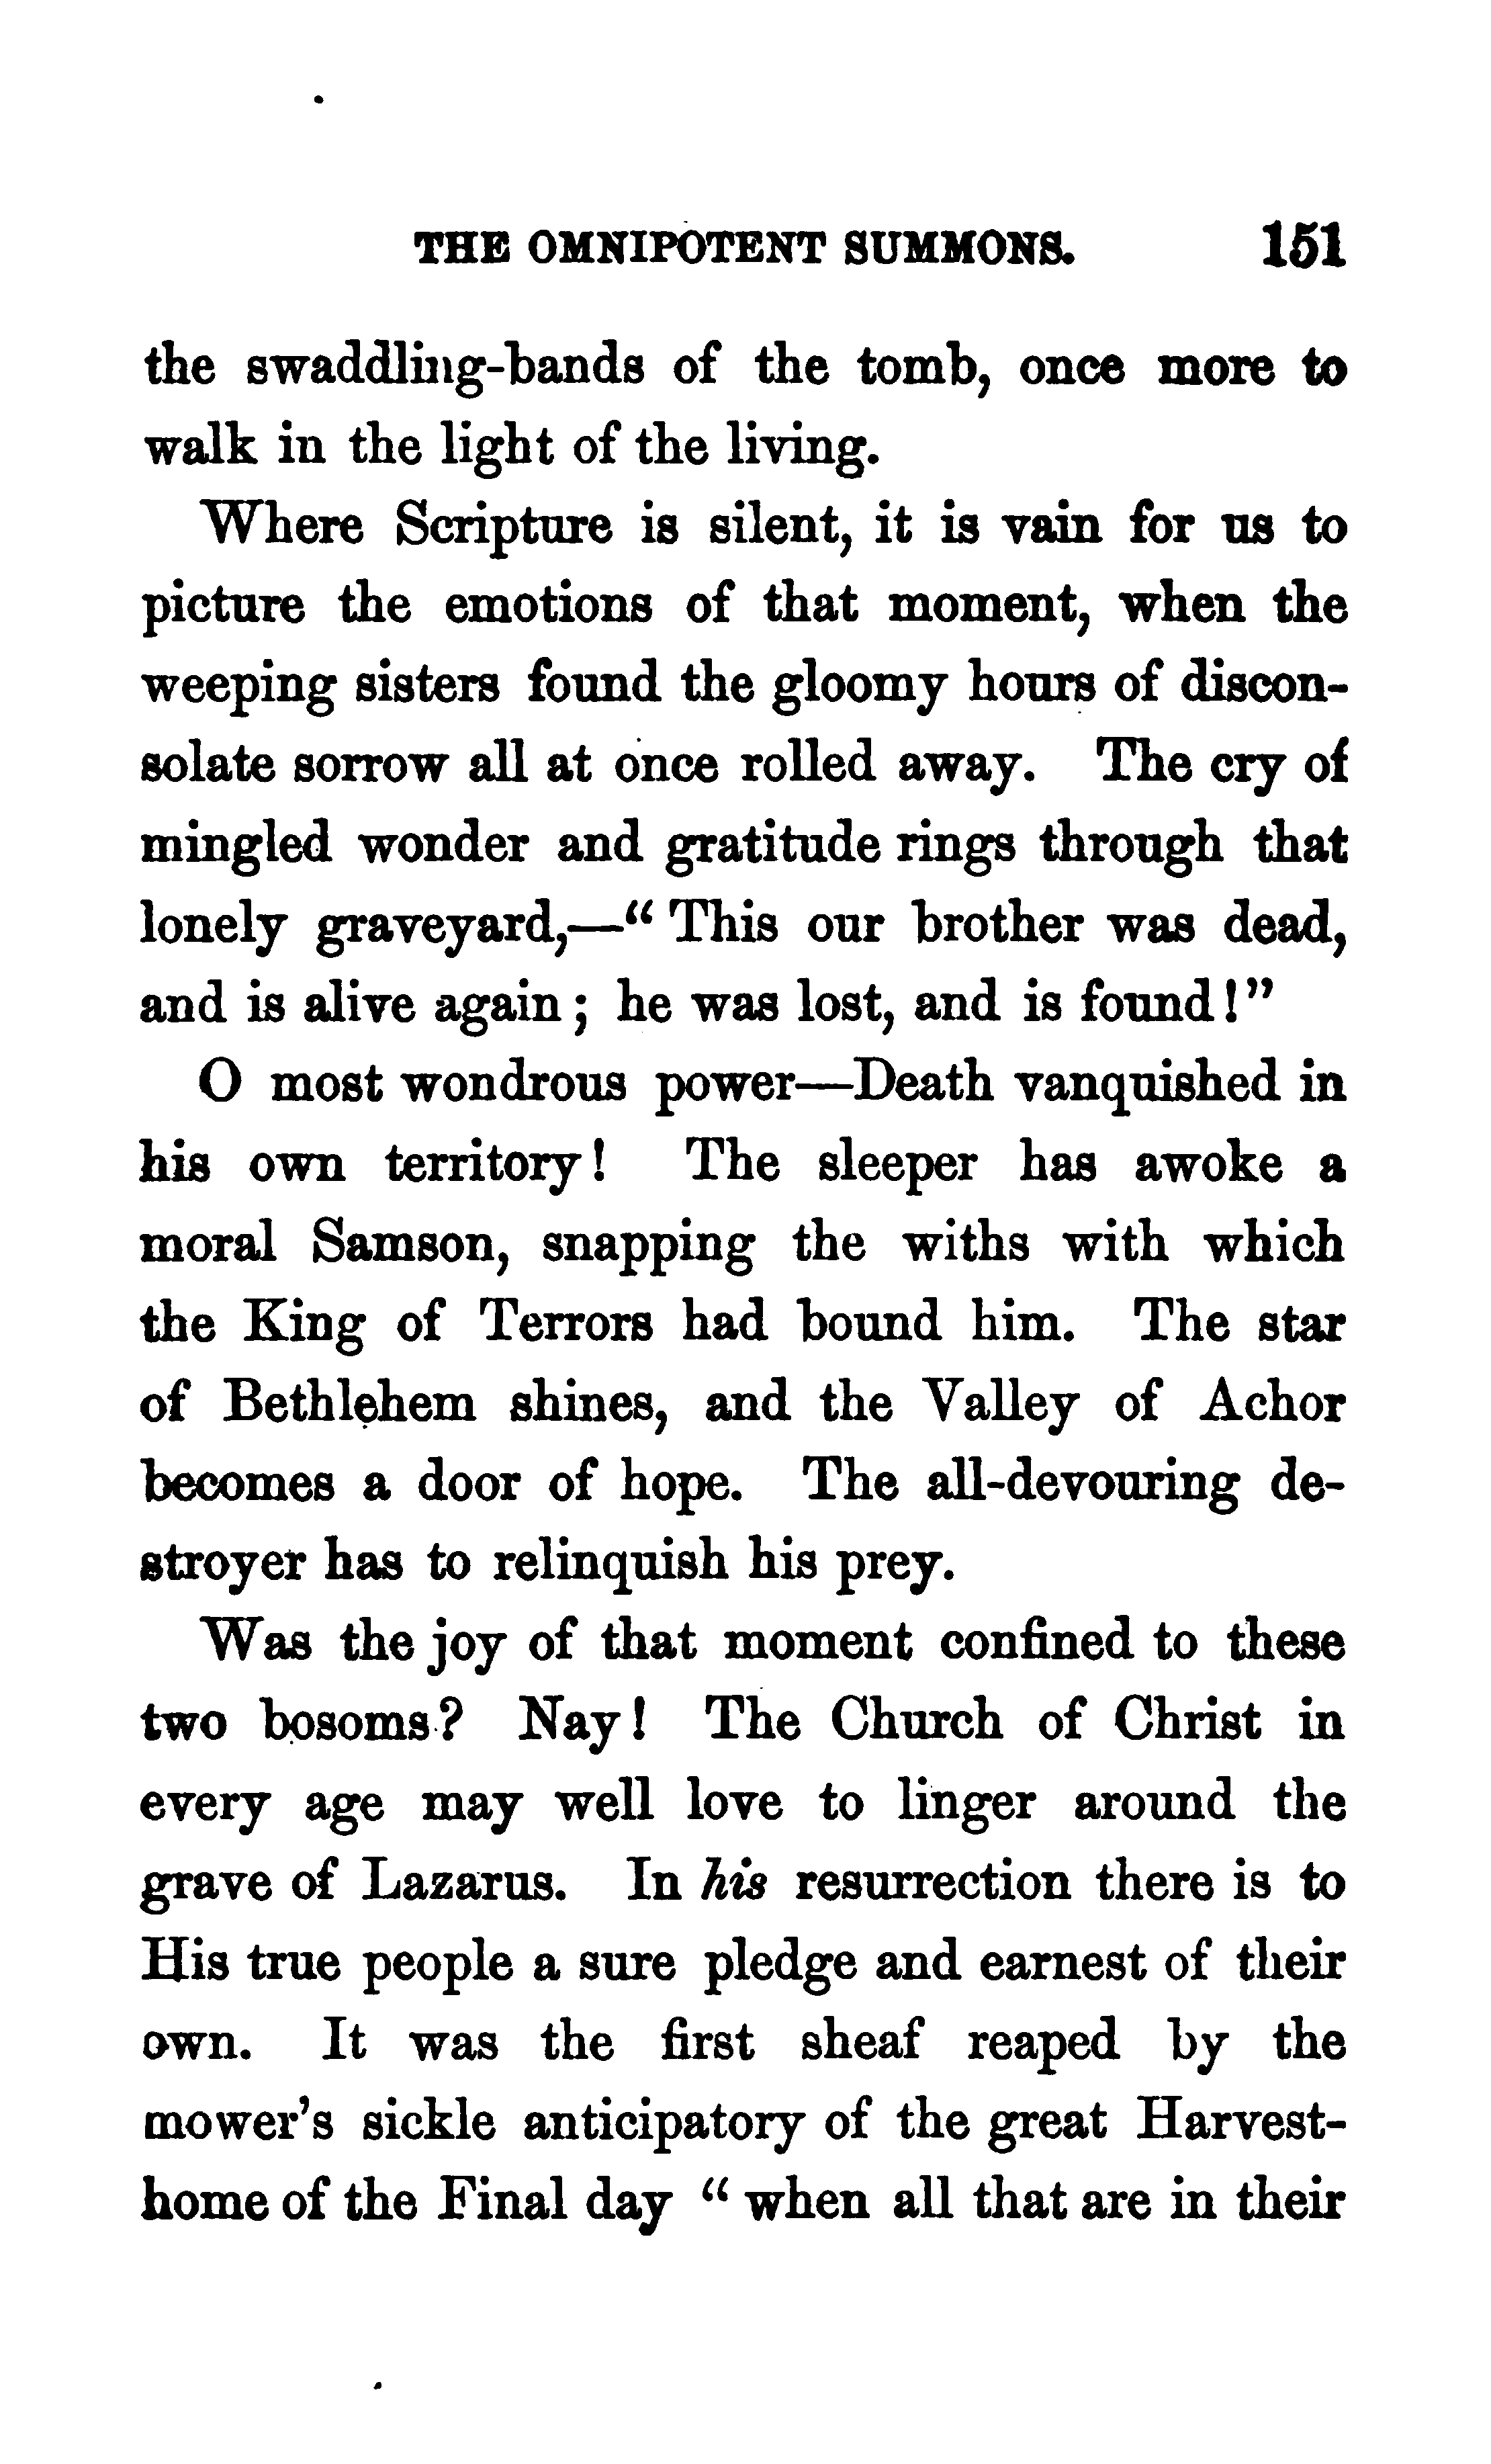 THE OMNIPOTENT SUMMONS. 151
the swaddling-bands of the tomb, once more to
walk in the light of the living.
Where Scripture is silent, it is vain for us to
picture the emotions of that moment, when the
weeping sisters found the gloomy hours of discon-
solate sorrow all at once rolled away. The cry of
mingled wonder and gratitude rings through that
lonely graveyard,—“ This our brother was dead,
and is alive again ; he was lost, and is found !”
O most wondrous power—Death vanquished in
his own territory ! The sleeper has awoke a
moral Samson, snapping the withs with which
the King of Terrors had bound him. The star
of Bethlehem shines, and the Valley of Achor
becomes a door of hope. The all-devouring de-
stroyer has to relinquish his prey.
Was the joy of that moment confined to these
two bosoms ? Nay ! The Church of Christ in
every age may well love to linger around the
grave of Lazarus. In his resurrection there is to
His true people a sure pledge and earnest of their
own. It was the first sheaf reaped by the
mower’s sickle anticipatory of the great Harvest-
home of the Final day “ when all that are in their